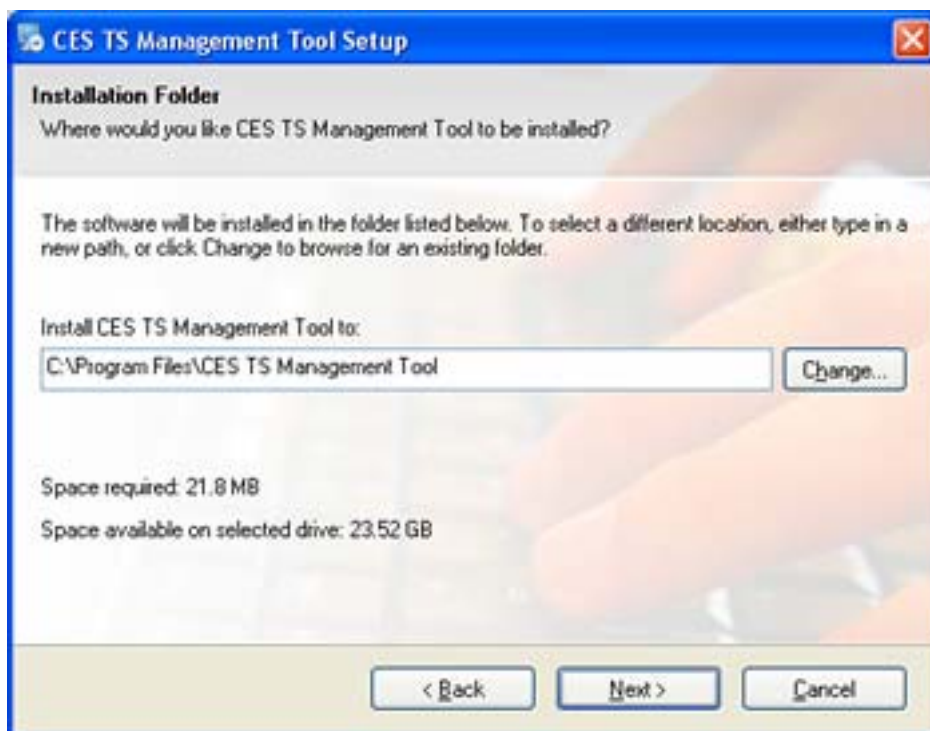 CES TS Management Tool Setup
Installation Folder
Where would you like CES TS Management Tool to be installed?
The software will be installed in the folder listed below. To select a different location, either type in a
new path, or click Change to browse for an existing folder.
Install CES TS Management Tool to:
C:\Program Files\CES TS Management Tool
Change...
Space required: 21.8 MB
Space available on selected drive: 23.52 GB
< Back Next > Cancel